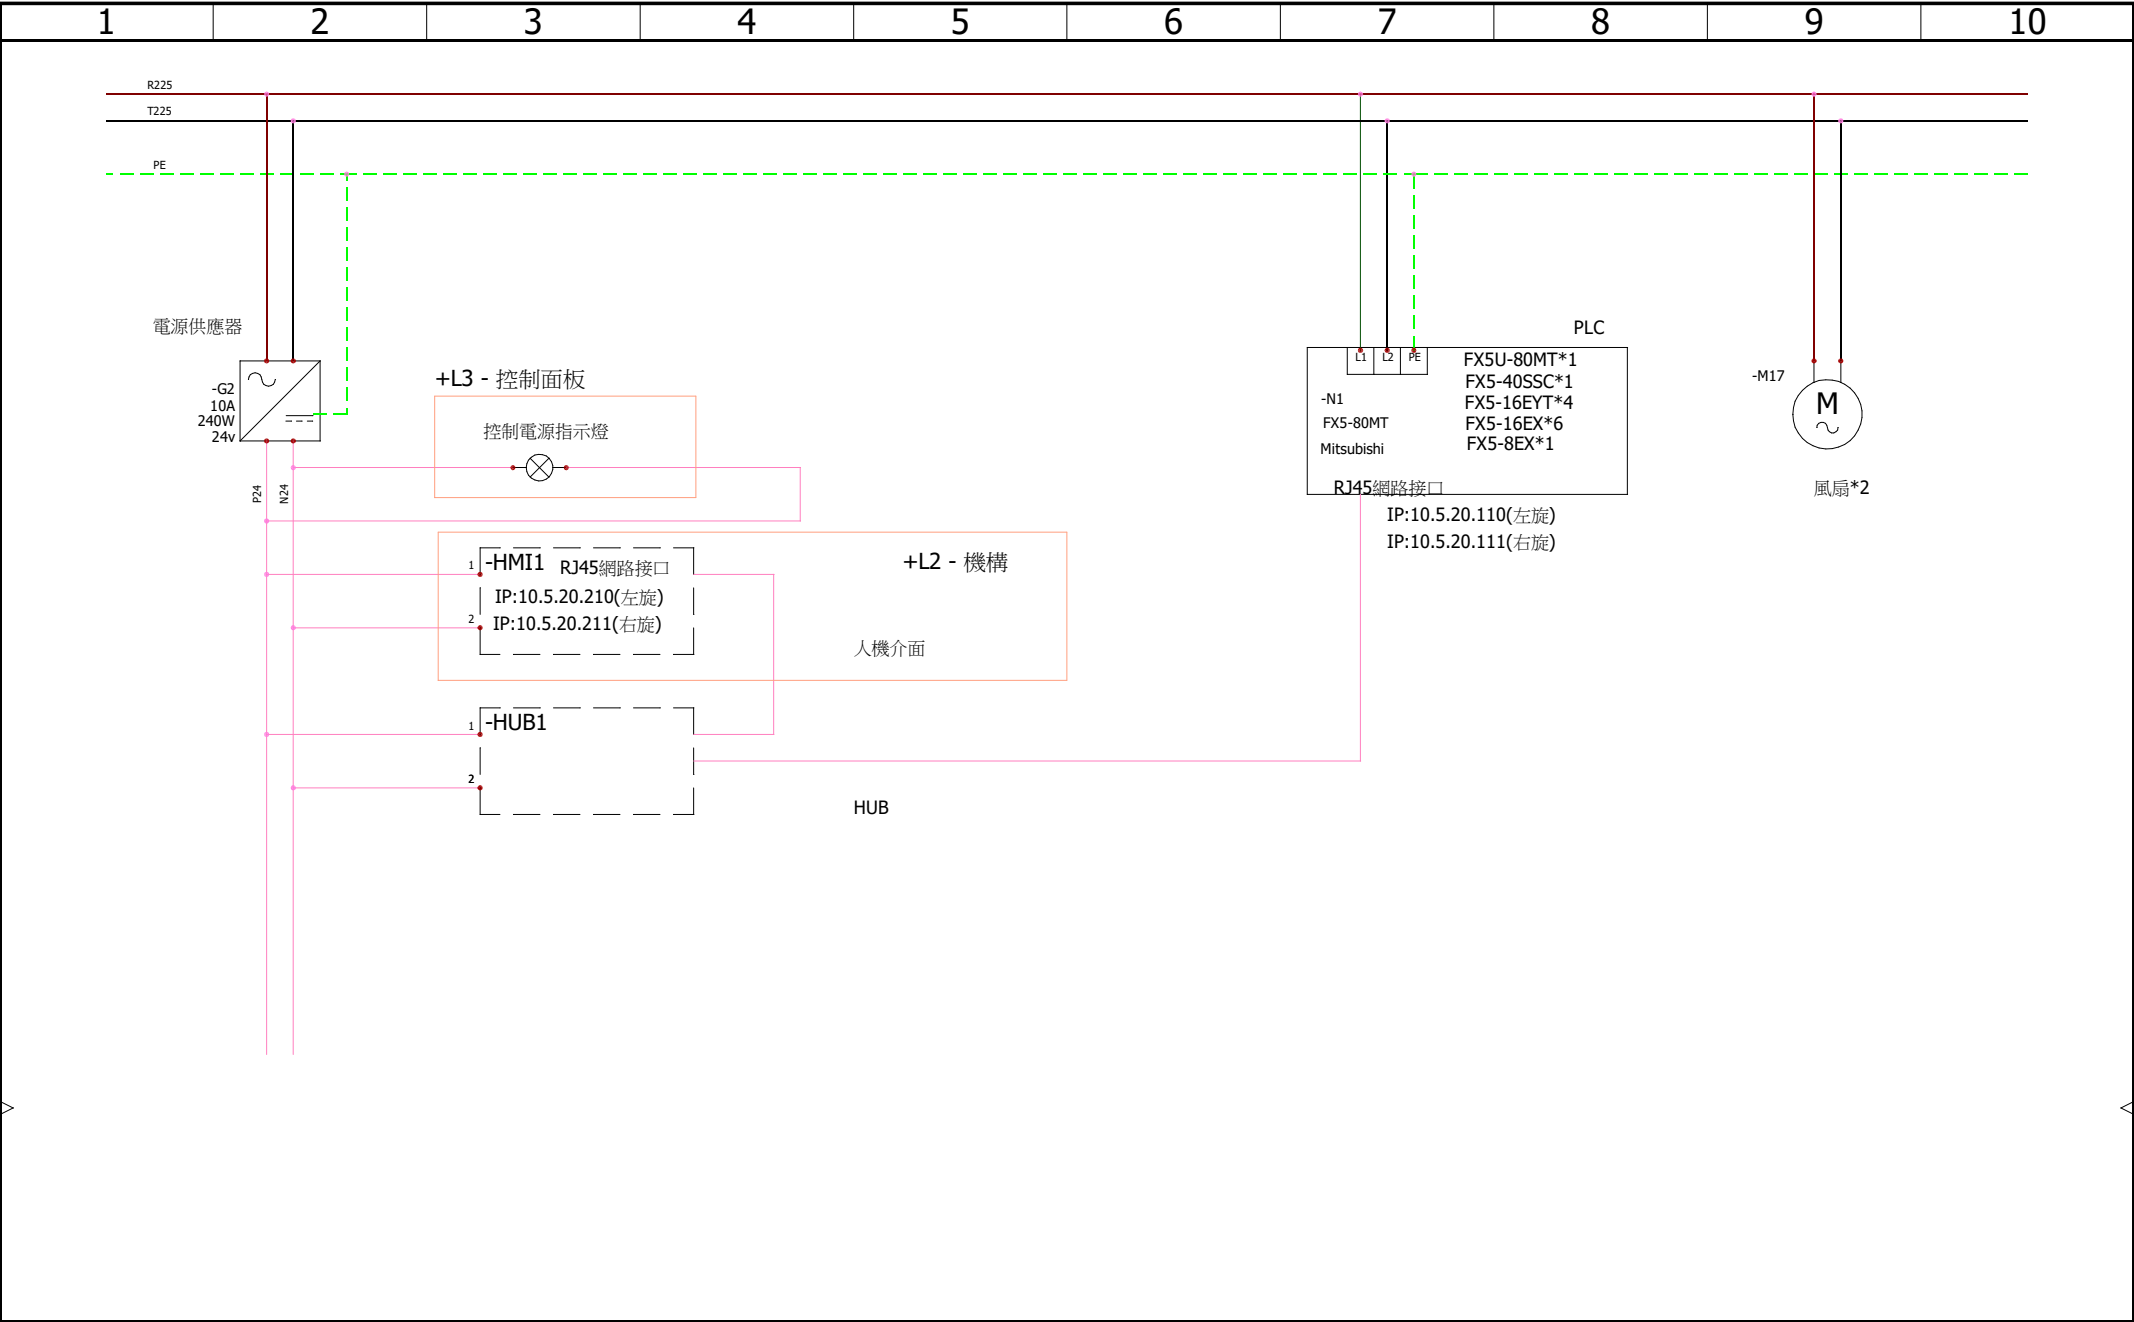 1 2 3 4 5 6 7 8 9 10
R225
T225
PE
電源供應器
-G2
10A
240W
24v
P24
N24
+L3 - 控制面板
控制電源指示燈
+L2 - 機構
1
-HMI1 RJ45網路接口
IP:10.5.20.210(左旋)
2
IP:10.5.20.211(右旋)
人機介面
1
-HUB1
2
HUB
PLC
L1 L2 PE
-N1
FX5-80MT
Mitsubishi
FX5U-80MT*1
FX5-40SSC*1
FX5-16EYT*4
FX5-16EX*6
FX5-8EX*1
RJ45網路接口
IP:10.5.20.110(左旋)
IP:10.5.20.111(右旋)
-M17
M
風扇*2